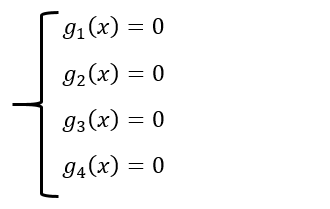 g₁(x) = 0
g₂(x) = 0
g₃(x) = 0
g₄(x) = 0